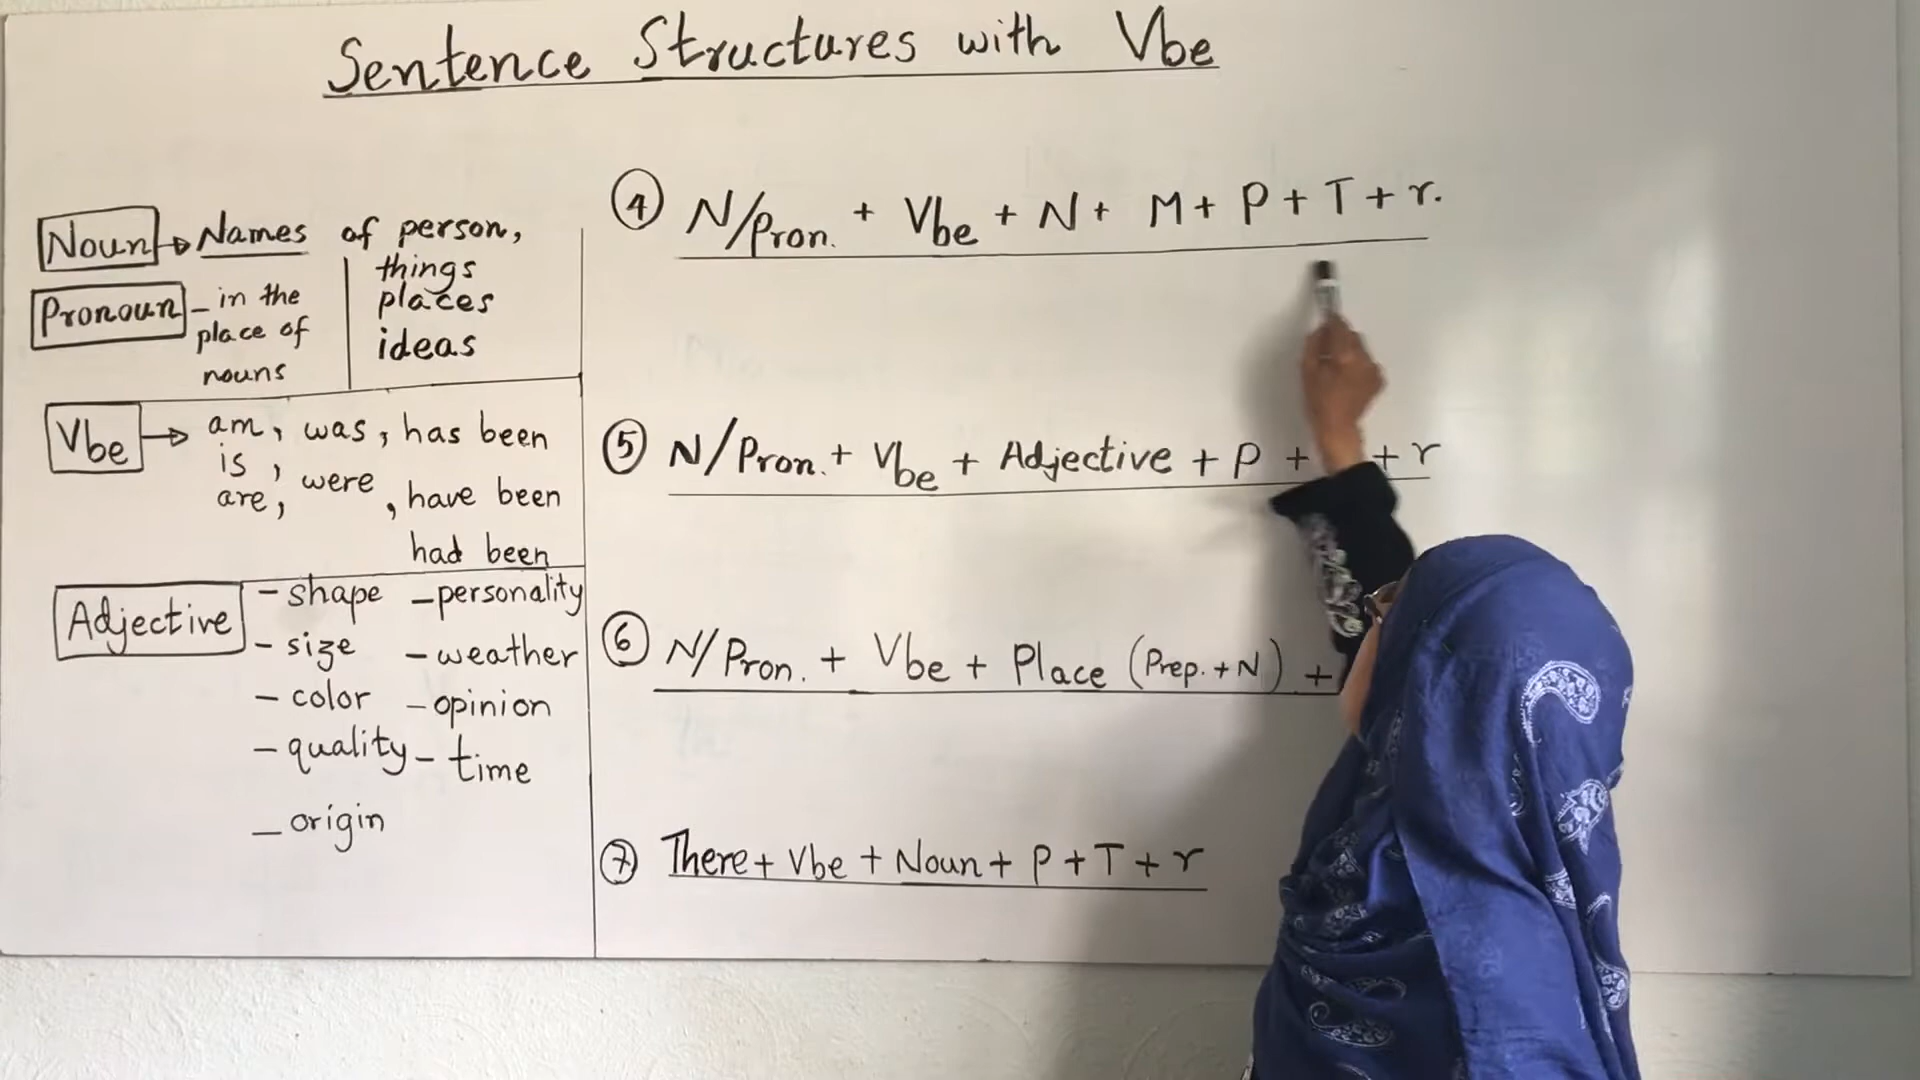 Sentence Structures with Vbe
Noun → Names of person,
things
places
ideas
Pronoun - in the
place of
nouns
Vbe → am, was, has been
is, were
are, , have been
had been
Adjective - shape - personality
- size - weather
- color - opinion
- quality - time
- origin
④ N/Pron. + Vbe + N + M + P + T + r.
⑤ N/Pron. + Vbe + Adjective + P + + r
⑥ N/Pron. + Vbe + Place (Prep. + N) +
⑦ There + Vbe + Noun + P + T + r